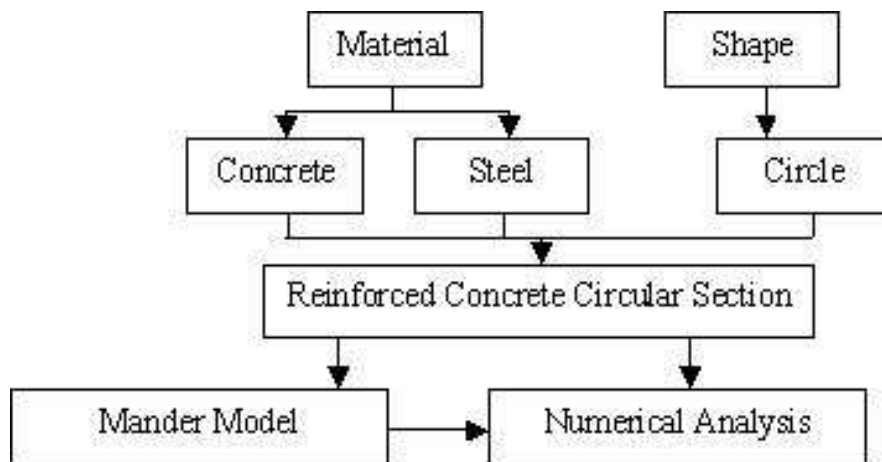 Material
Shape
Concrete
Steel
Circle
Reinforced Concrete Circular Section
Mander Model
Numerical Analysis